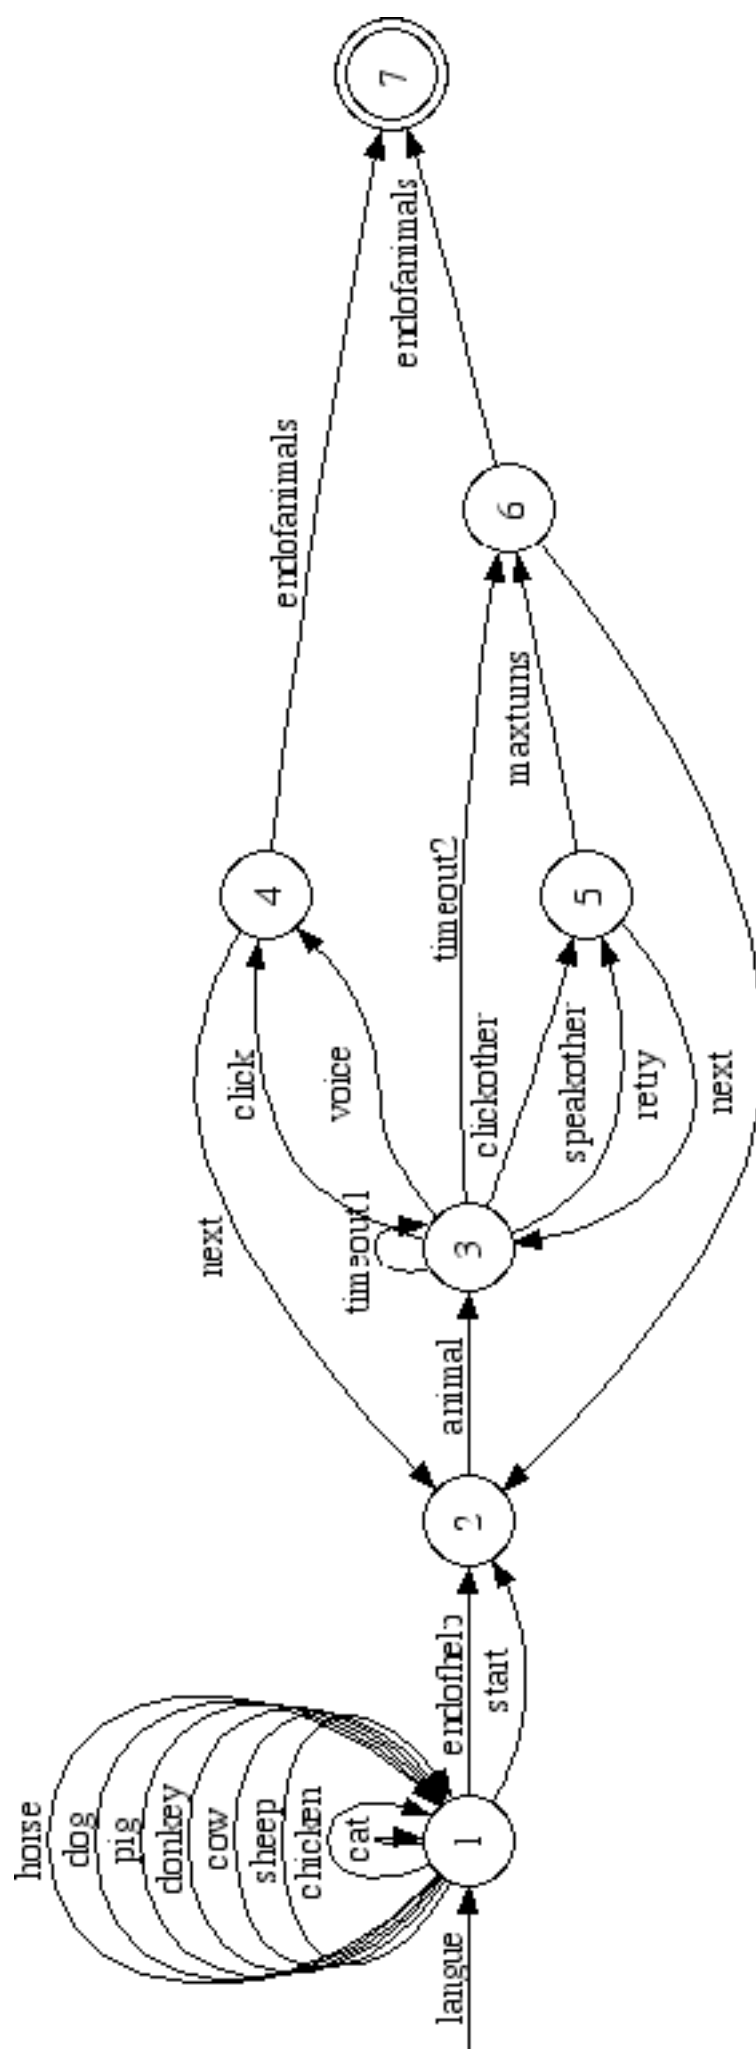 horse
dog
pig
donkey
cow
sheep
chicken
cat
langue
1
endofhelp
start
2
animal
next
timeout1
3
click
voice
timeout2
clickother
speakother
retry
next
4
5
maxturns
6
endofanimals
endofanimals
7